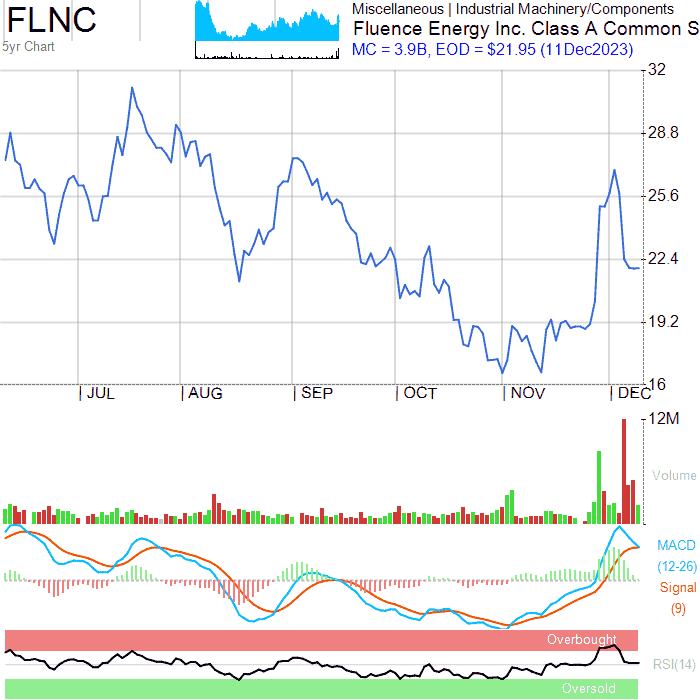 FLNC
5yr Chart
Miscellaneous | Industrial Machinery/Components
Fluence Energy Inc. Class A Common S
MC = 3.9B, EOD = $21.95 (11Dec2023)
32
28.8
25.6
22.4
19.2
16
JUL AUG SEP OCT NOV DEC
12M
Volume
MACD
(12-26)
Signal
(9)
Overbought
RSI(14)
Oversold